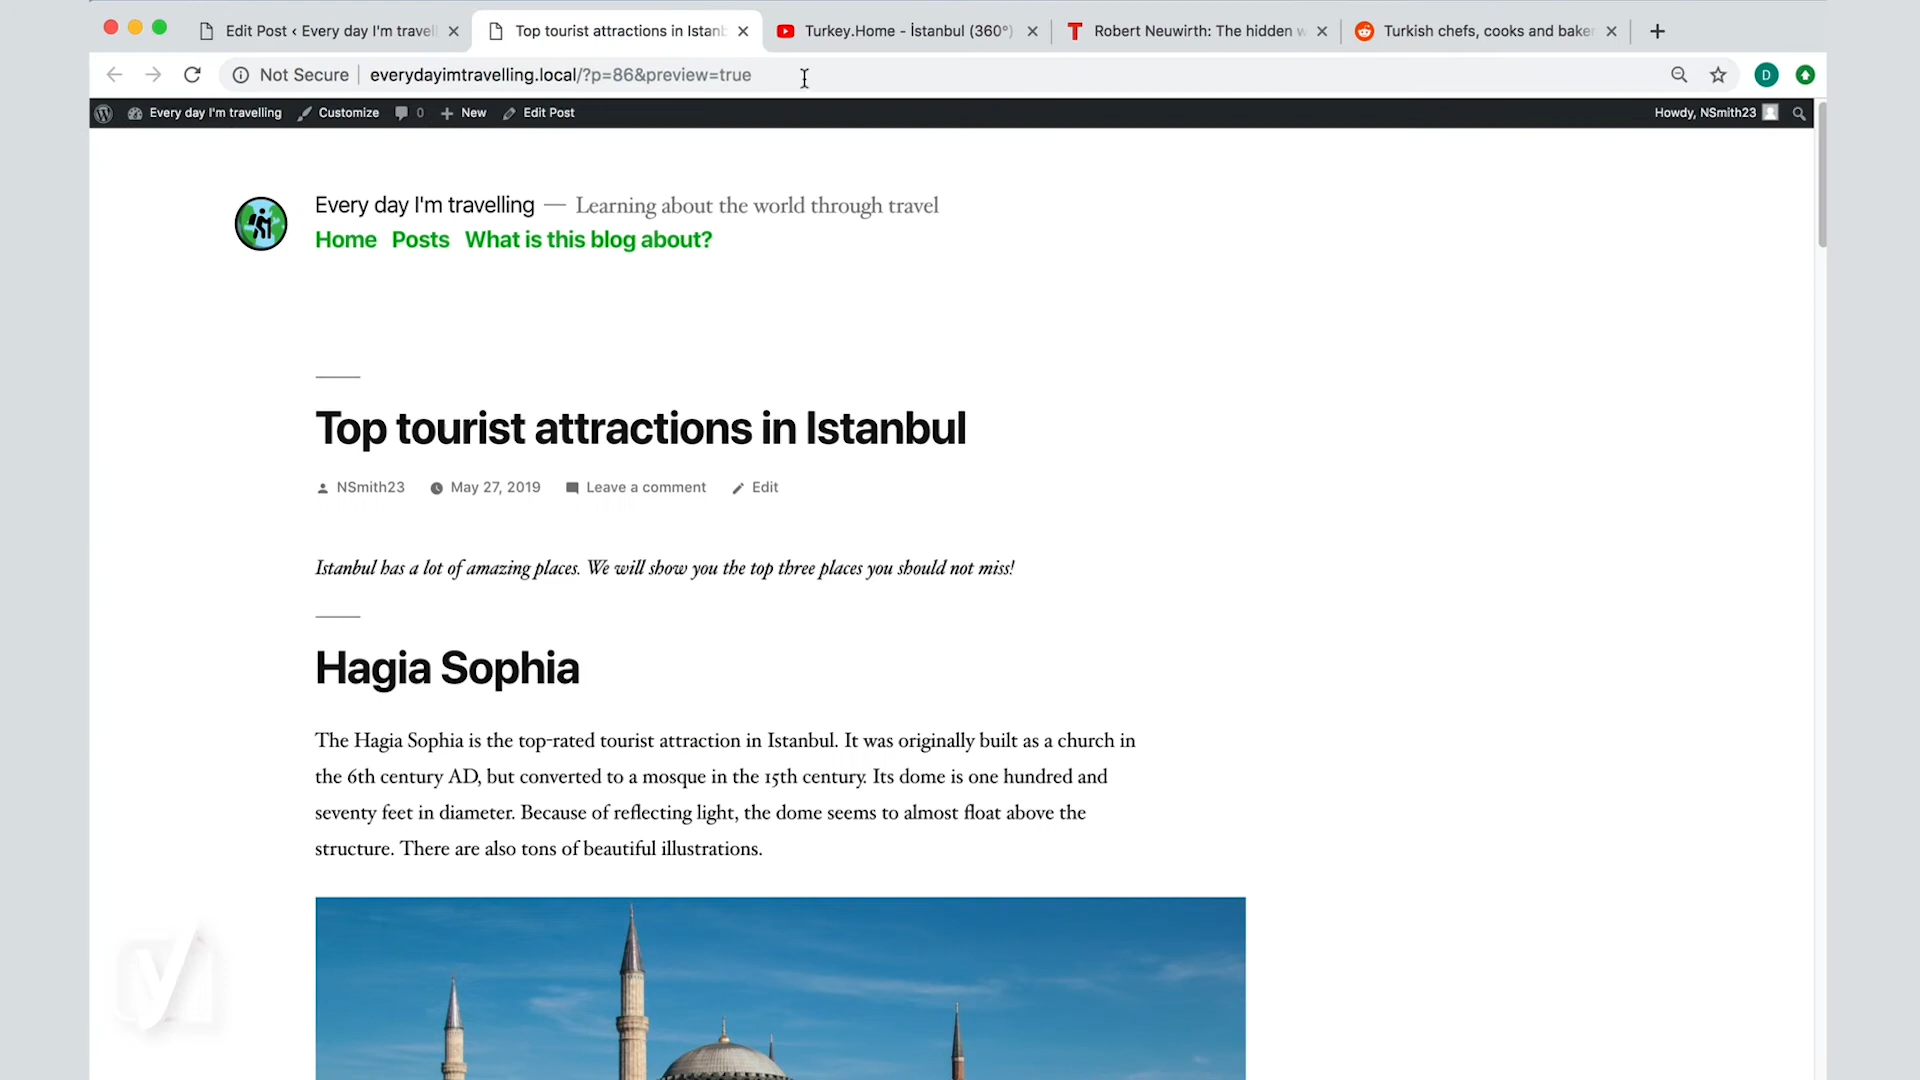 Edit Post ‹ Every day I'm travel
Top tourist attractions in Istanb
Turkey.Home - İstanbul (360°)
Robert Neuwirth: The hidden w
Turkish chefs, cooks and baker
Not Secure
everydayimtravelling.local/?p=86&preview=true
D
Every day I'm travelling
Customize
0
New
Edit Post
Howdy, NSmith23
Every day I'm travelling — Learning about the world through travel
Home Posts What is this blog about?
Top tourist attractions in Istanbul
NSmith23 May 27, 2019 Leave a comment Edit
Istanbul has a lot of amazing places. We will show you the top three places you should not miss!
Hagia Sophia
The Hagia Sophia is the top-rated tourist attraction in Istanbul. It was originally built as a church in
the 6th century AD, but converted to a mosque in the 15th century. Its dome is one hundred and
seventy feet in diameter. Because of reflecting light, the dome seems to almost float above the
structure. There are also tons of beautiful illustrations.
y